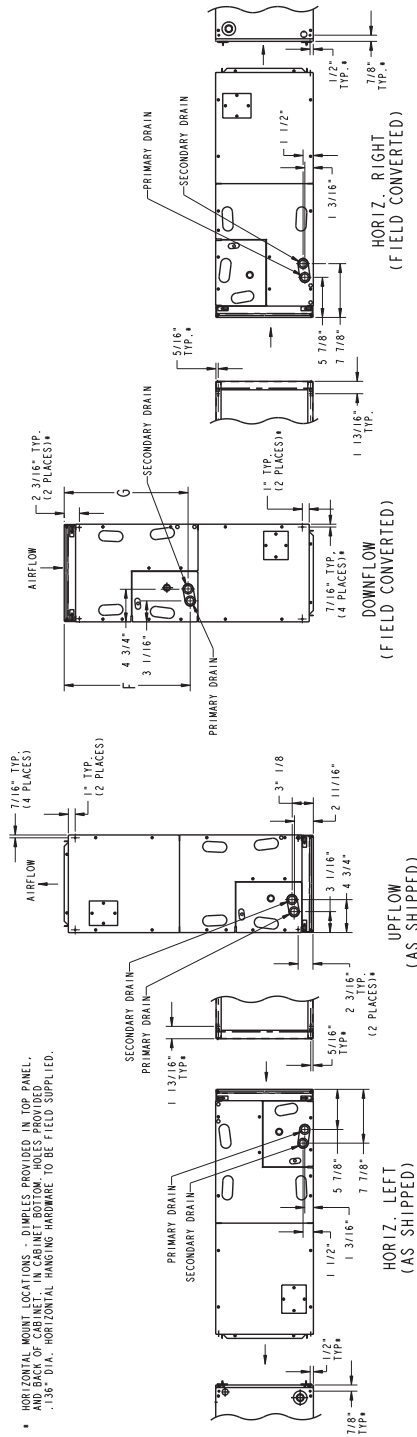 * HORIZONTAL MOUNT LOCATIONS - DIMPLES PROVIDED IN TOP PANEL,
AND BACK OF CABINET. IN CABINET BOTTOM, HOLES PROVIDED
.136" DIA. HORIZONTAL HANGING HARDWARE TO BE FIELD SUPPLIED.
7/8"
TYP*
1/2"
TYP*
PRIMARY DRAIN
SECONDARY DRAIN
1 1/2"
1 3/16"
5 7/8"
7 7/8"
HORIZ. LEFT
(AS SHIPPED)
1 13/16"
TYP*
5/16"
TYP*
AIRFLOW
7/16" TYP.
(4 PLACES)
1" TYP.
(2 PLACES)
SECONDARY DRAIN
PRIMARY DRAIN
2 3/16"
TYP.
(2 PLACES)*
3 1/16"
4 3/4"
3" 1/8
2 11/16"
UPFLOW
(AS SHIPPED)
AIRFLOW
2 3/16" TYP.
(2 PLACES)*
F
G
4 3/4"
3 1/16"
PRIMARY DRAIN
SECONDARY DRAIN
1" TYP.
(2 PLACES)*
7/16" TYP.
(4 PLACES)*
DOWNFLOW
(FIELD CONVERTED)
5/16"
TYP.*
1 13/16"
TYP.
PRIMARY DRAIN
SECONDARY DRAIN
1 1/2"
1 3/16"
5 7/8"
7 7/8"
1/2"
TYP.*
7/8"
TYP.*
HORIZ. RIGHT
(FIELD CONVERTED)